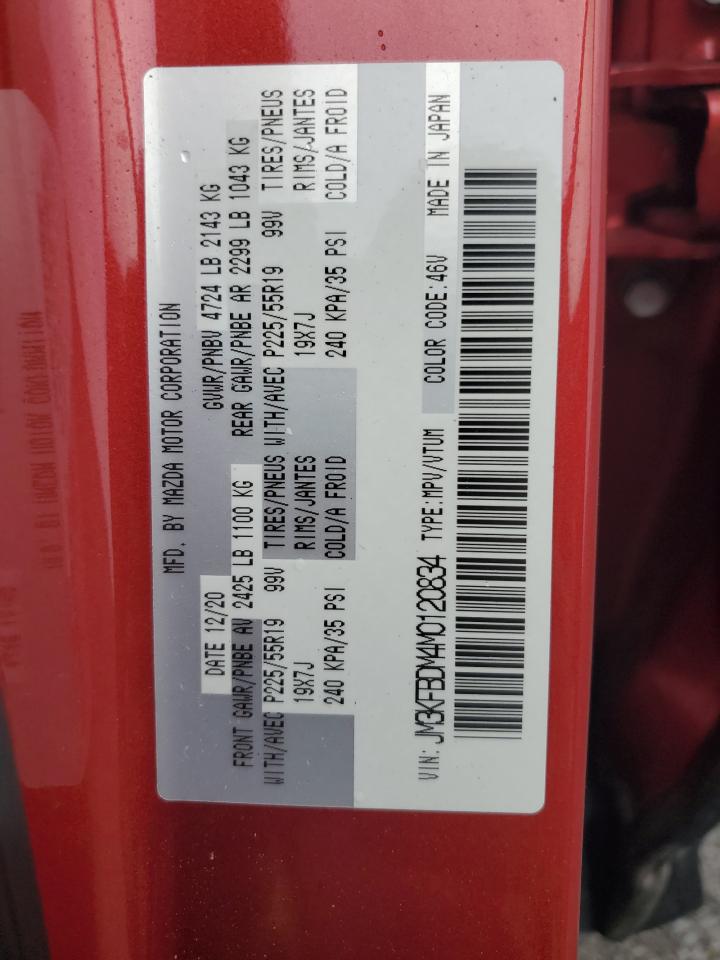 MFD. BY MAZDA MOTOR CORPORATION
DATE 12/20 GVWR/PNBV 4724 LB 2143 KG
FRONT GAWR/PNBE AV 2425 LB 1100 KG REAR GAWR/PNBE AR 2299 LB 1043 KG
WITH/AVEC P225/55R19 99V TIRES/PNEUS WITH/AVEC P225/55R19 99V TIRES/PNEUS
19X7J RIMS/JANTES 19X7J RIMS/JANTES
240 KPA/35 PSI COLD/A FROID 240 KPA/35 PSI COLD/A FROID
VIN: JM3KFBDM4M0120834 TYPE:MPV/VTUM COLOR CODE:46V MADE IN JAPAN